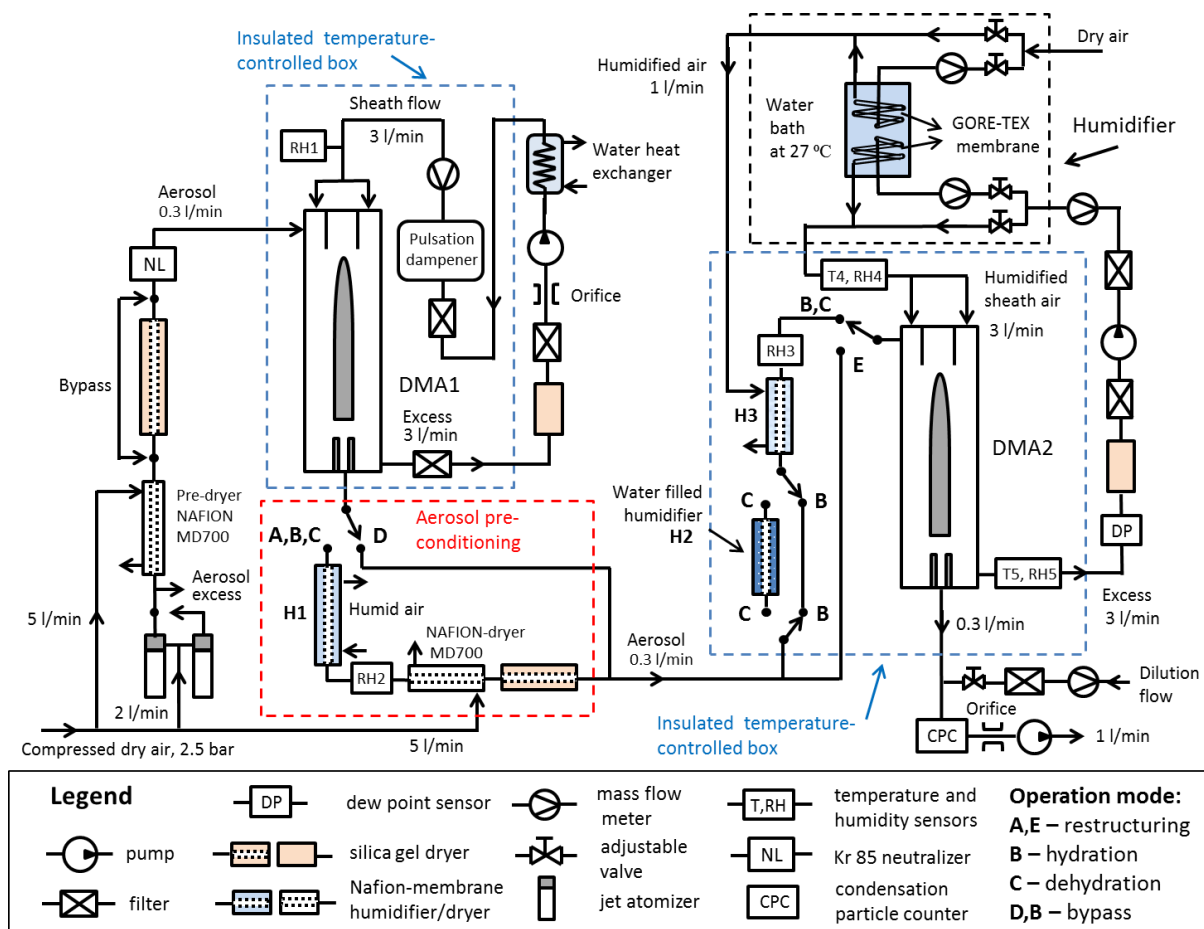 Insulated temperature-
controlled box
Sheath flow
3 l/min
RH1
Aerosol
0.3 l/min
NL
Bypass
Pre-dryer
NAFION
MD700
Aerosol
excess
5 l/min
2 l/min
Compressed dry air, 2.5 bar
Pulsation
dampener
DMA1
Excess
3 l/min
Water heat
exchanger
Orifice
Aerosol pre-
conditioning
A,B,C
D
H1
Humid air
RH2
NAFION-dryer
MD700
5 l/min
Aerosol
0.3 l/min
Humidified air
1 l/min
Dry air
Water
bath
at 27 ºC
GORE-TEX
membrane
Humidifier
T4, RH4
Humidified
sheath air
3 l/min
B,C
E
RH3
H3
Water filled
humidifier
H2
C
B
C
B
DMA2
DP
T5, RH5
Excess
3 l/min
0.3 l/min
Insulated temperature-
controlled box
Dilution
flow
Orifice
CPC
1 l/min
Legend
DP
dew point sensor
mass flow
meter
T,RH
temperature and
humidity sensors
pump
silica gel dryer
adjustable
valve
NL
Kr 85 neutralizer
filter
Nafion-membrane
humidifier/dryer
jet atomizer
CPC
condensation
particle counter
Operation mode:
A,E – restructuring
B – hydration
C – dehydration
D,B – bypass